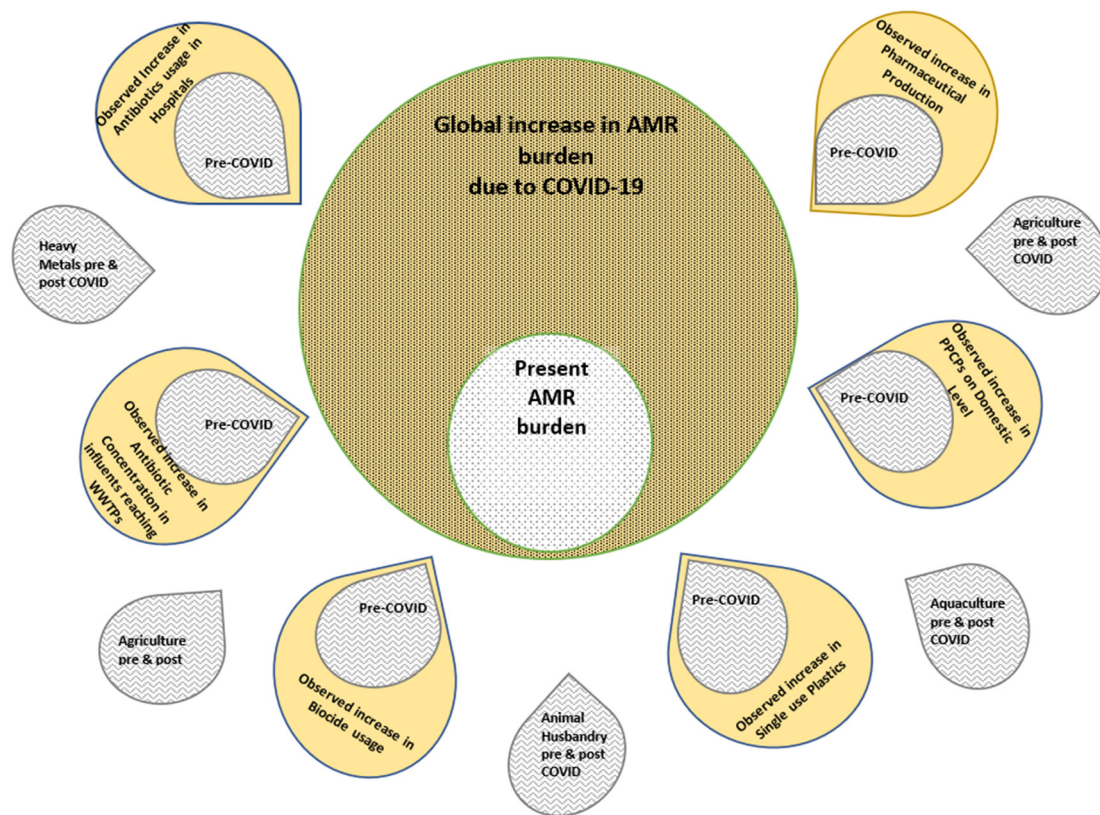 Observed Increase in
Antibiotics usage in
Hospitals
Pre-COVID
Global increase in AMR
burden
due to COVID-19
Observed increase in
Pharmaceutical
Production
Pre-COVID
Heavy
Metals pre &
post COVID
Agriculture
pre & post
COVID
Present
AMR
burden
Observed increase in
Antibiotic
Concentration in
influents reaching
WWTPs
Pre-COVID
Pre-COVID
Observed increase in
PPCPs on Domestic
Level
Agriculture
pre & post
Pre-COVID
Observed increase in
Biocide usage
Animal
Husbandry
pre & post
COVID
Pre-COVID
Observed increase in
Single use Plastics
Aquaculture
pre & post
COVID